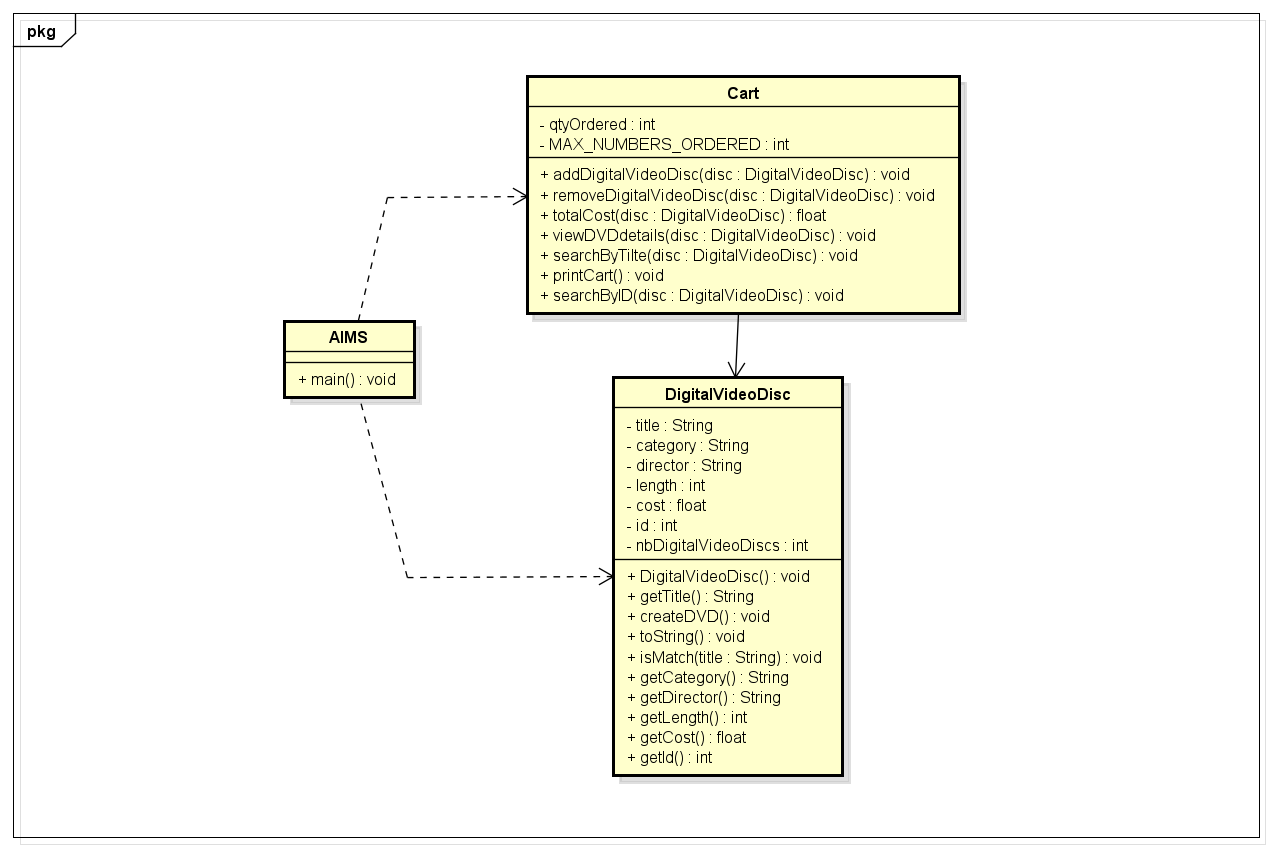 pkg
Cart
- qtyOrdered : int
- MAX_NUMBERS_ORDERED : int
+ addDigitalVideoDisc(disc : DigitalVideoDisc) : void
+ removeDigitalVideoDisc(disc : DigitalVideoDisc) : void
+ totalCost(disc : DigitalVideoDisc) : float
+ viewDVDdetails(disc : DigitalVideoDisc) : void
+ searchByTilte(disc : DigitalVideoDisc) : void
+ printCart() : void
+ searchByID(disc : DigitalVideoDisc) : void
AIMS
+ main() : void
DigitalVideoDisc
- title : String
- category : String
- director : String
- length : int
- cost : float
- id : int
- nbDigitalVideoDiscs : int
+ DigitalVideoDisc() : void
+ getTitle() : String
+ createDVD() : void
+ toString() : void
+ isMatch(title : String) : void
+ getCategory() : String
+ getDirector() : String
+ getLength() : int
+ getCost() : float
+ getId() : int